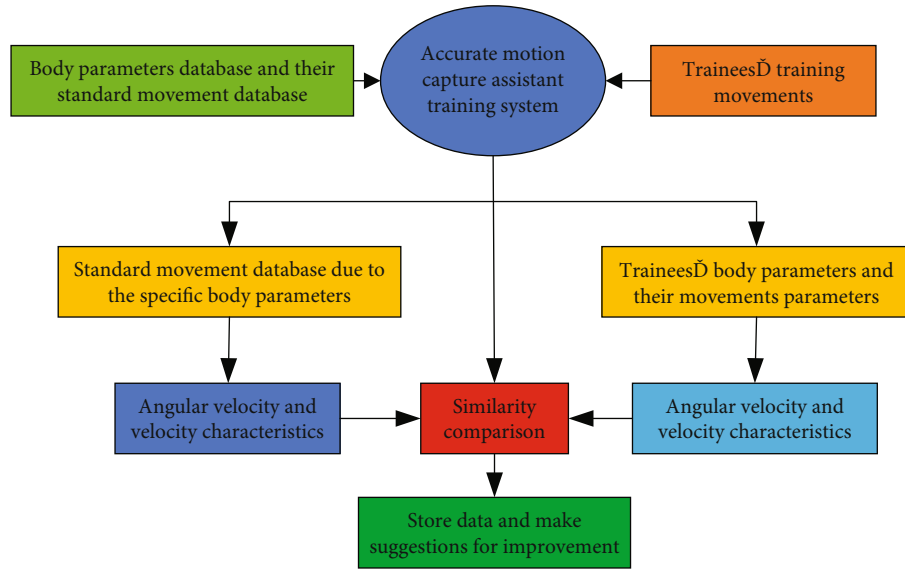 Body parameters database and their
standard movement database
Accurate motion
capture assistant
training system
TraineesĎ training
movements
Standard movement database due to
the specific body parameters
TraineesĎ body parameters and
their movements parameters
Angular velocity and
velocity characteristics
Similarity
comparison
Angular velocity and
velocity characteristics
Store data and make
suggestions for improvement